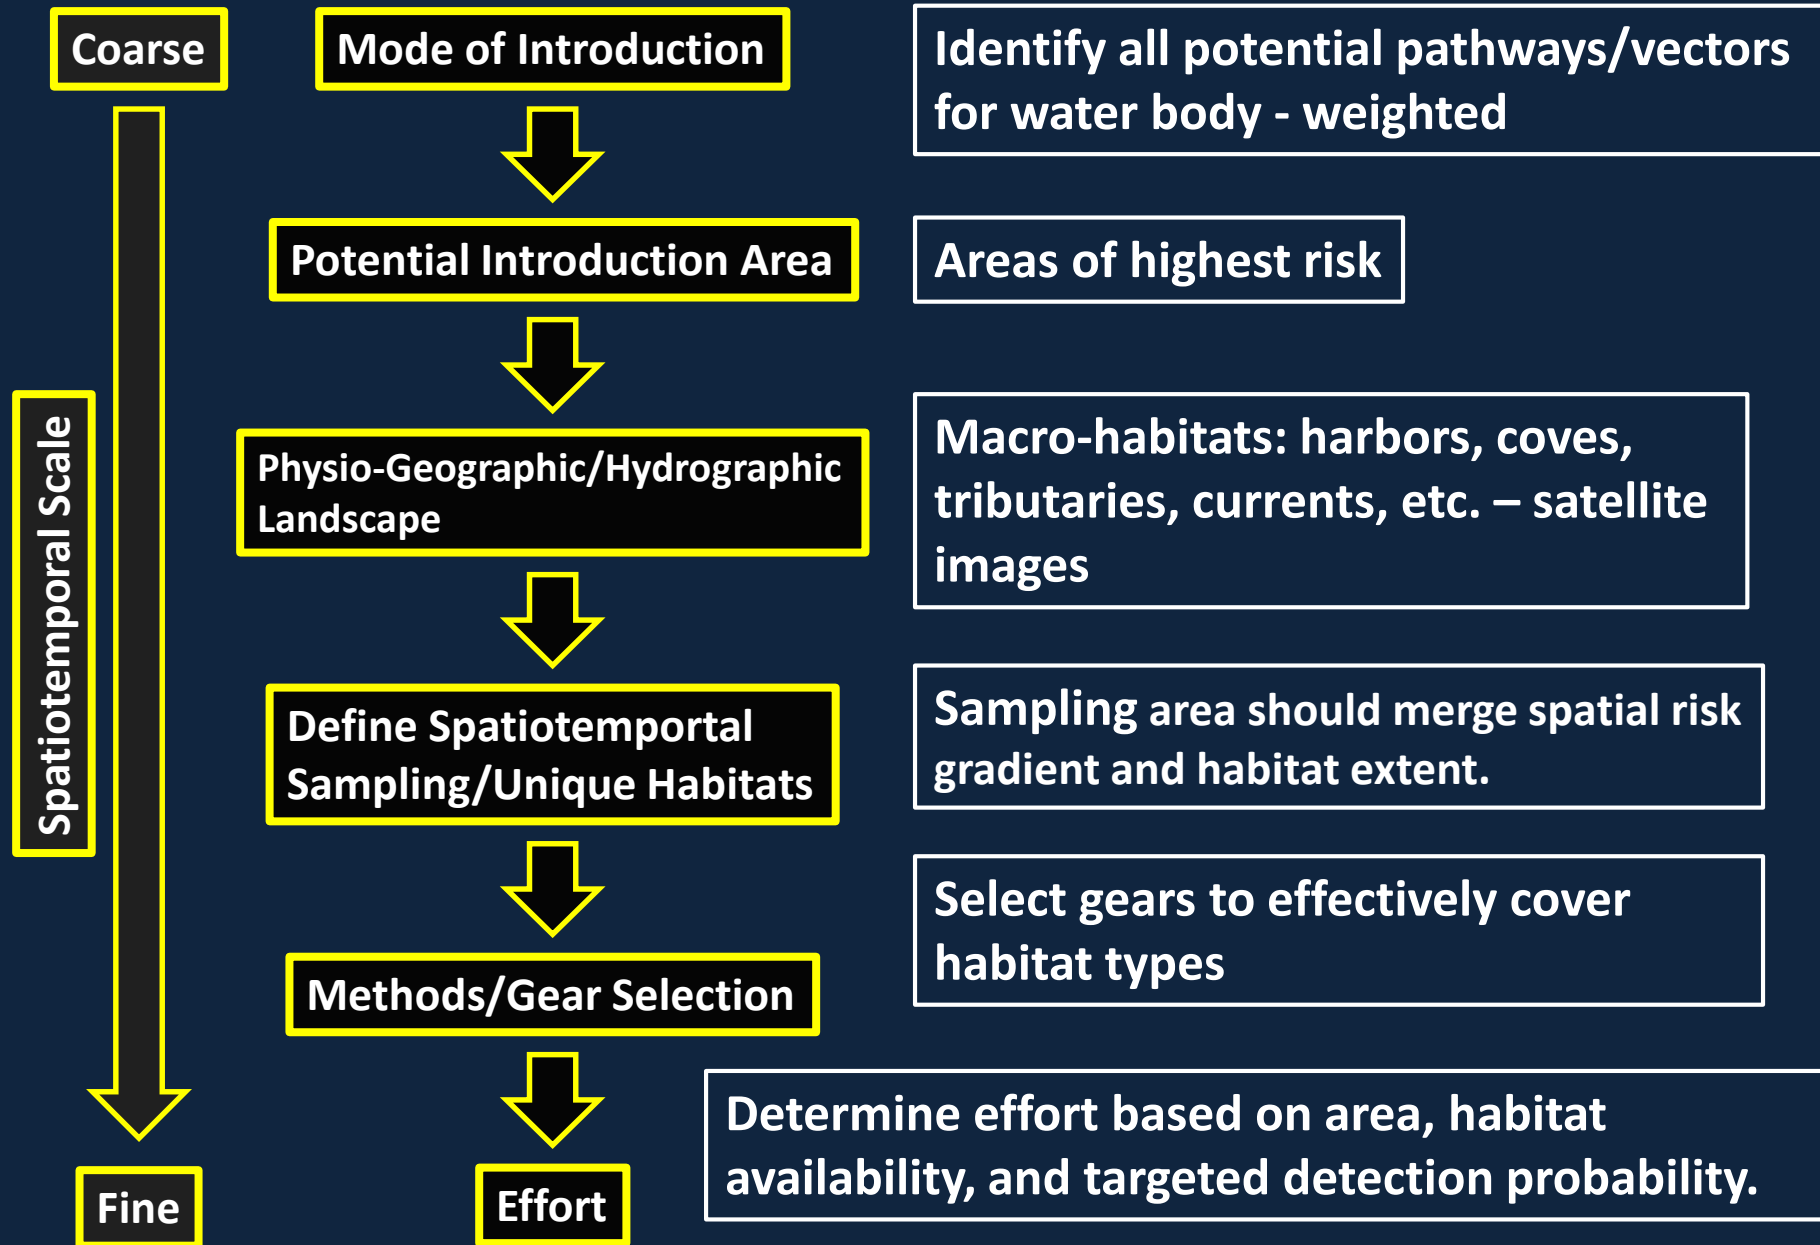 Coarse
Mode of Introduction
Identify all potential pathways/vectors
for water body - weighted
Potential Introduction Area
Areas of highest risk
Spatiotemporal Scale
Physio-Geographic/Hydrographic
Landscape
Macro-habitats: harbors, coves,
tributaries, currents, etc. – satellite
images
Define Spatiotemportal
Sampling/Unique Habitats
Sampling area should merge spatial risk
gradient and habitat extent.
Select gears to effectively cover
habitat types
Methods/Gear Selection
Determine effort based on area, habitat
availability, and targeted detection probability.
Fine
Effort